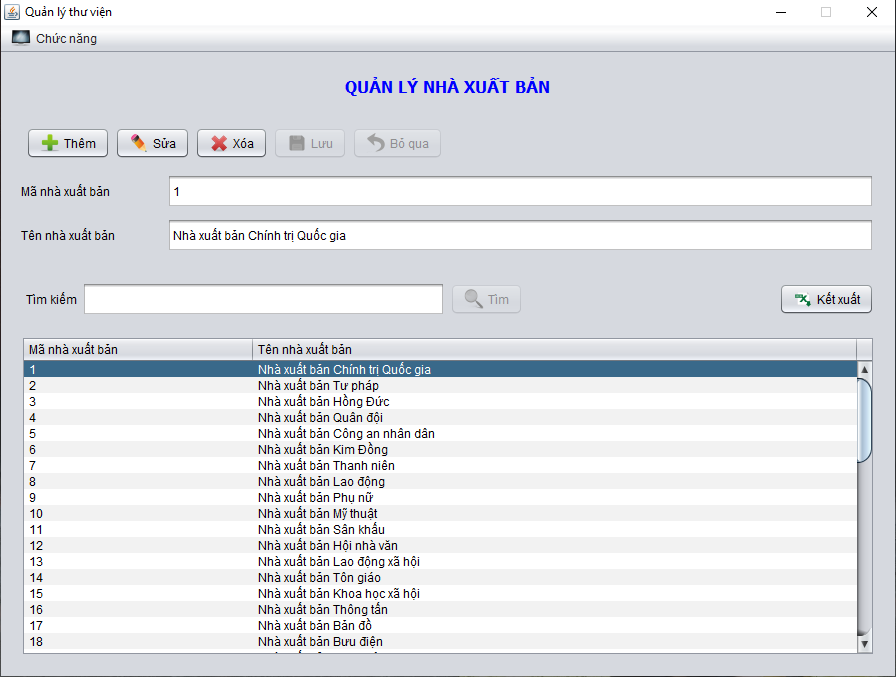 Quản lý thư viện
Chức năng
QUẢN LÝ NHÀ XUẤT BẢN
Thêm Sửa Xóa Lưu Bỏ qua
Mã nhà xuất bản 1
Tên nhà xuất bản Nhà xuất bản Chính trị Quốc gia
Tìm kiếm Tìm Kết xuất
Mã nhà xuất bản Tên nhà xuất bản
1 Nhà xuất bản Chính trị Quốc gia
2 Nhà xuất bản Tư pháp
3 Nhà xuất bản Hồng Đức
4 Nhà xuất bản Quân đội
5 Nhà xuất bản Công an nhân dân
6 Nhà xuất bản Kim Đồng
7 Nhà xuất bản Thanh niên
8 Nhà xuất bản Lao động
9 Nhà xuất bản Phụ nữ
10 Nhà xuất bản Mỹ thuật
11 Nhà xuất bản Sân khấu
12 Nhà xuất bản Hội nhà văn
13 Nhà xuất bản Lao động xã hội
14 Nhà xuất bản Tôn giáo
15 Nhà xuất bản Khoa học xã hội
16 Nhà xuất bản Thông tấn
17 Nhà xuất bản Bản đồ
18 Nhà xuất bản Bưu điện